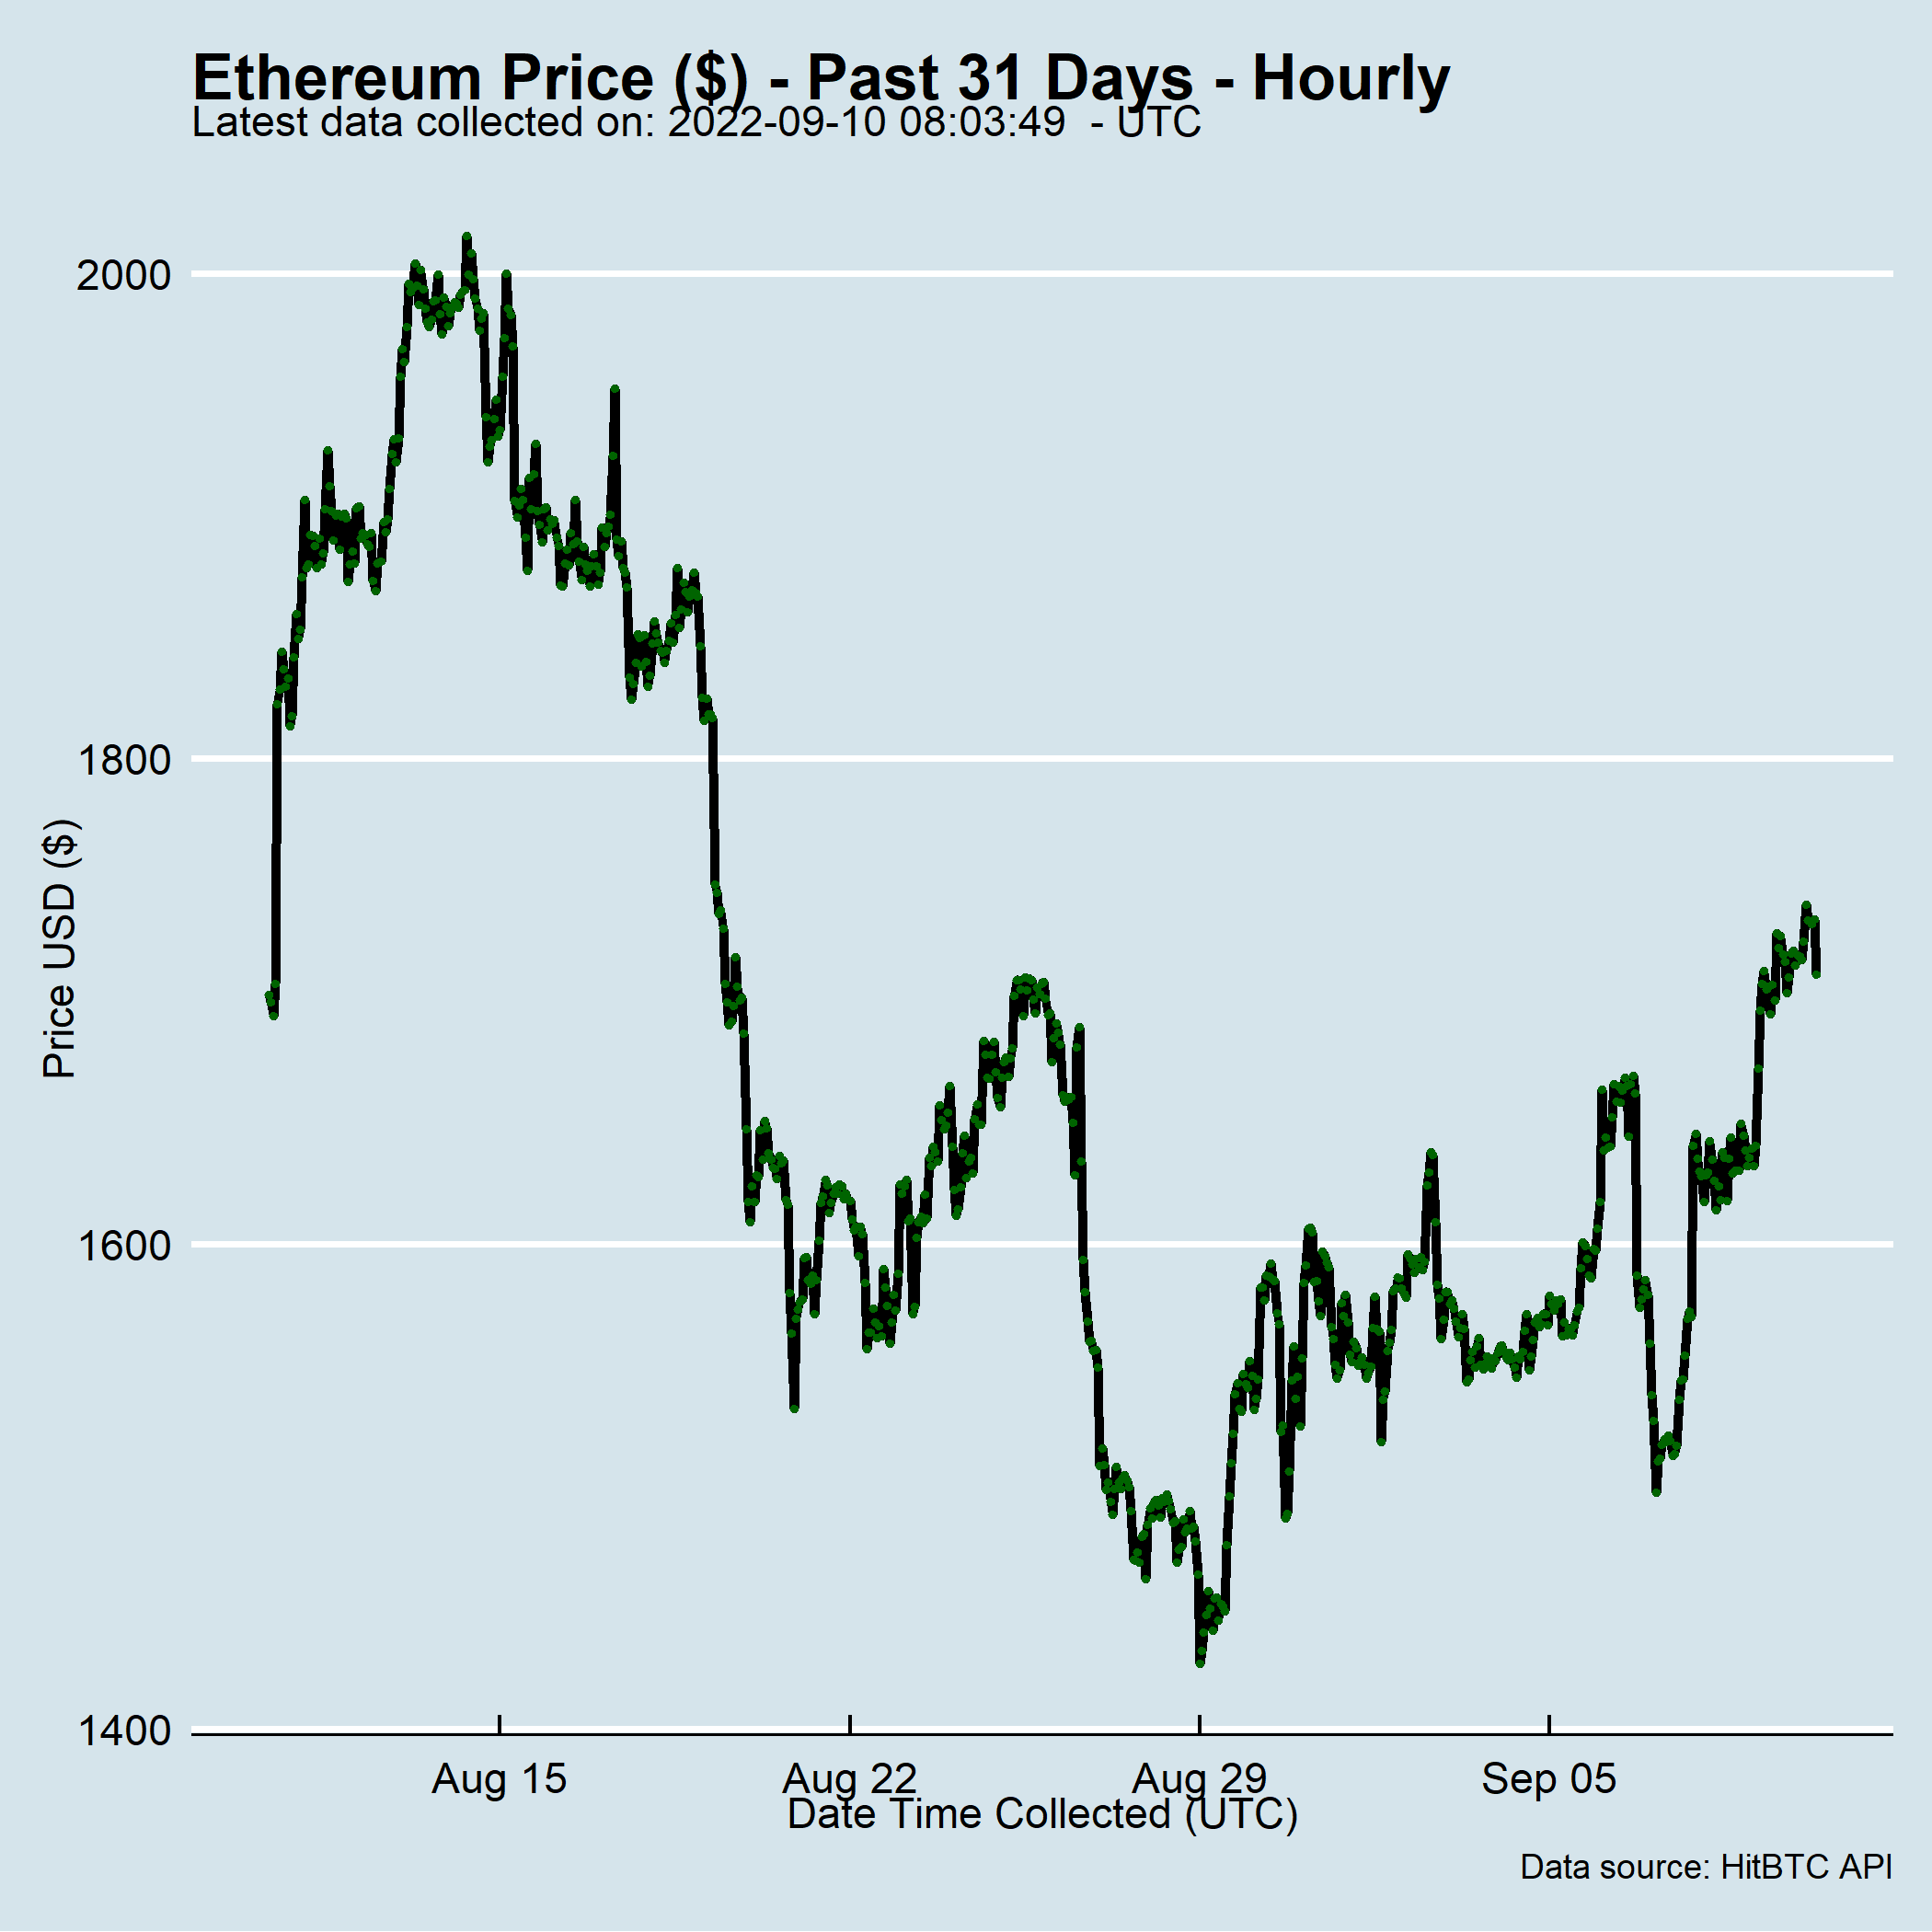 Ethereum Price ($) - Past 31 Days - Hourly
Latest data collected on: 2022-09-10 08:03:49  - UTC
2000
1800
1600
1400
Price USD ($)
Aug 15
Aug 22
Aug 29
Sep 05
Date Time Collected (UTC)
Data source: HitBTC API